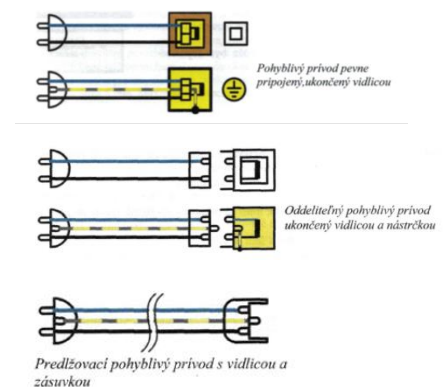 Pohyblivý prívod pevne
pripojený,ukončený vidlicou
Oddeliteľný pohyblivý prívod
ukončený vidlicou a nástrčkou
Predlžovací pohyblivý prívod s vidlicou a
zásuvkou